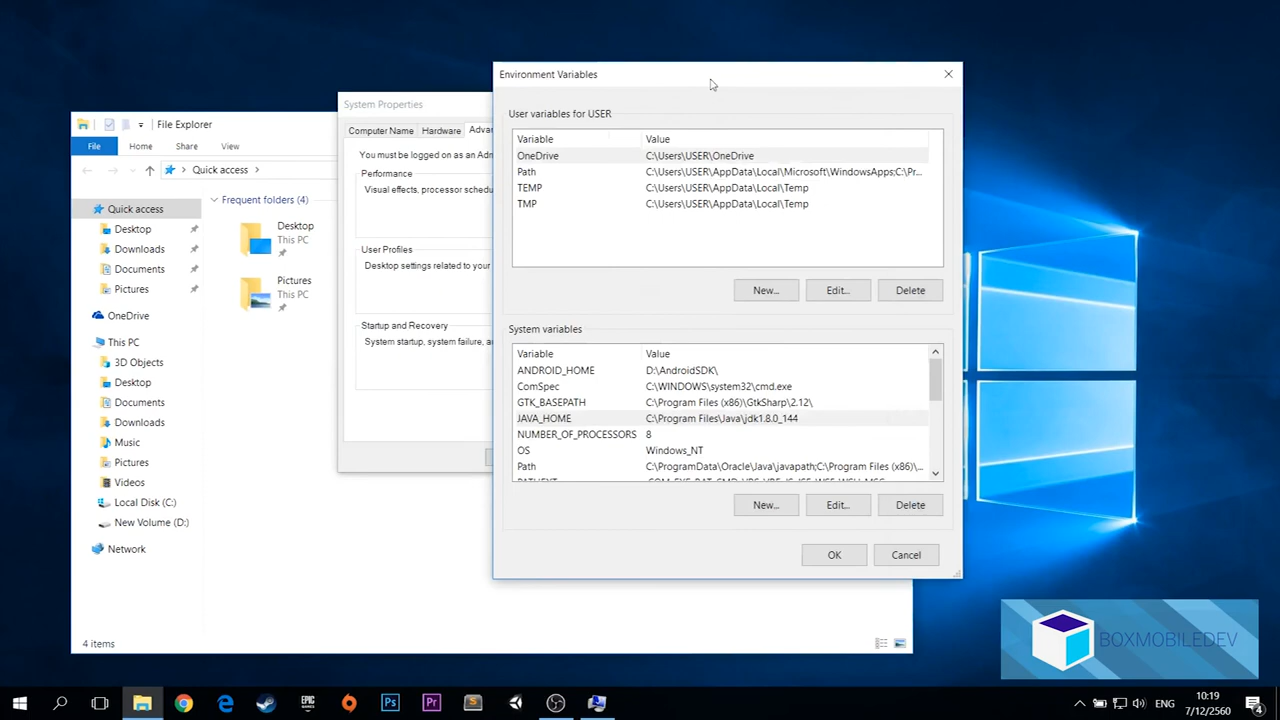 Environment Variables
User variables for USER
Variable Value
OneDrive C:\Users\USER\OneDrive
Path C:\Users\USER\AppData\Local\Microsoft\WindowsApps;C:\Pr...
TEMP C:\Users\USER\AppData\Local\Temp
TMP C:\Users\USER\AppData\Local\Temp
New... Edit... Delete
System variables
Variable Value
ANDROID_HOME D:\AndroidSDK\
ComSpec C:\WINDOWS\system32\cmd.exe
GTK_BASEPATH C:\Program Files (x86)\GtkSharp\2.12\
JAVA_HOME C:\Program Files\Java\jdk1.8.0_144
NUMBER_OF_PROCESSORS 8
OS Windows_NT
Path C:\ProgramData\Oracle\Java\javapath;C:\Program Files (x86)\...
New... Edit... Delete
OK Cancel
System Properties
Computer Name Hardware Advan
You must be logged on as an Adm
Performance
Visual effects, processor schedu
User Profiles
Desktop settings related to your
Startup and Recovery
System startup, system failure, a
File Explorer
File Home Share View
Quick access
Quick access
Desktop
Downloads
Documents
Pictures
OneDrive
This PC
3D Objects
Desktop
Documents
Downloads
Music
Pictures
Videos
Local Disk (C:)
New Volume (D:)
Network
Frequent folders (4)
Desktop
This PC
Pictures
This PC
4 items
BOXMOBILEDEV
EPIC GAMES
Ps
Pr
S
ENG
10:19
7/12/2560
4